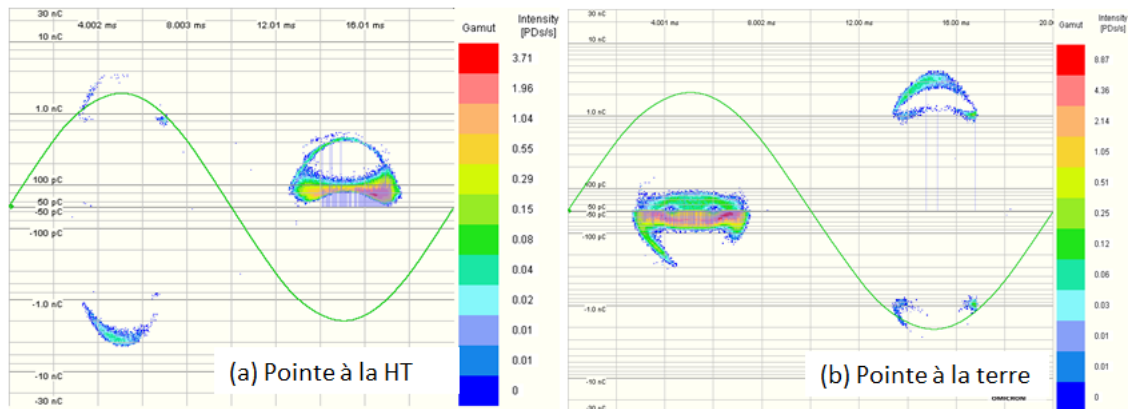 30 nC
10 nC
1.0 nC
100 pC
50 pC
-50 pC
-100 pC
-1.0 nC
-10 nC
-30 nC
4.002 ms
8.003 ms
12.01 ms
16.01 ms
(a) Pointe à la HT
Gamut
Intensity
[PDs/s]
3.71
1.96
1.04
0.55
0.29
0.15
0.08
0.04
0.02
0.01
0.01
0
30 nC
10 nC
1.0 nC
100 pC
50 pC
-50 pC
-100 pC
-1.0 nC
-10 nC
-30 nC
4.001 ms
8.000 ms
12.00 ms
16.00 ms
20.0
(b) Pointe à la terre
OMICRON
Gamut
Intensity
[PDs/s]
8.87
4.36
2.14
1.05
0.51
0.25
0.12
0.06
0.03
0.01
0.01
0